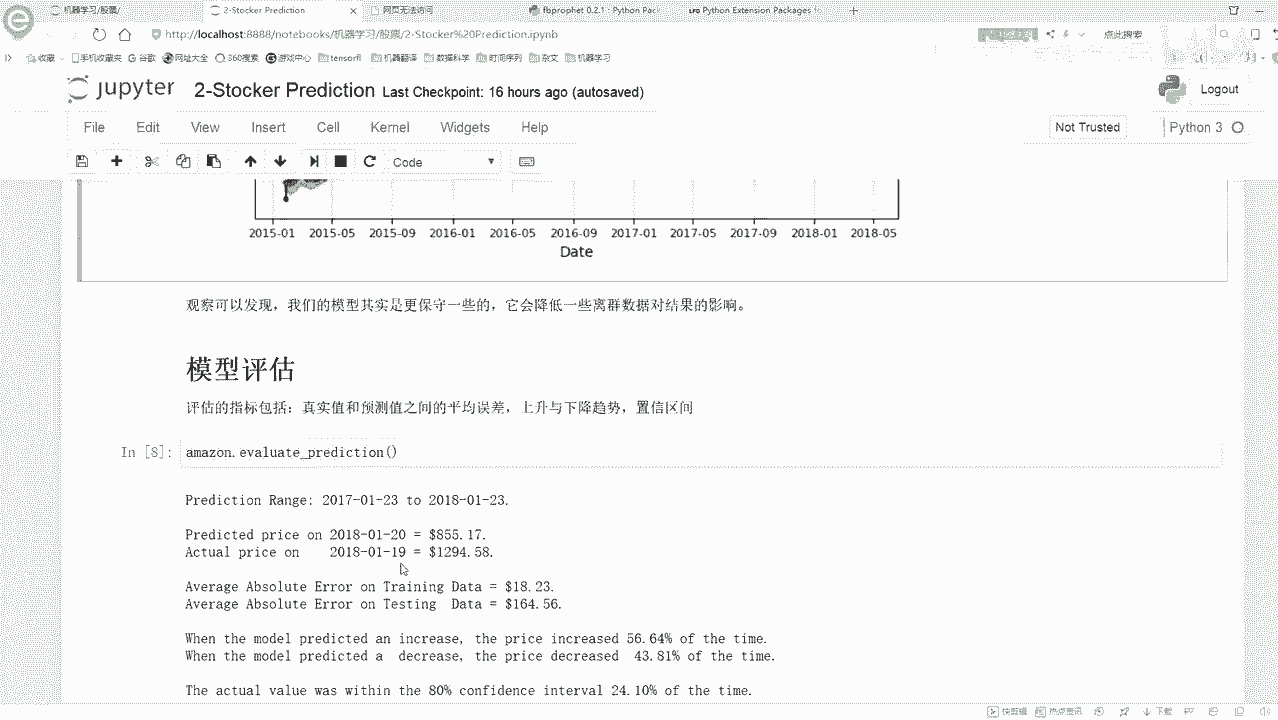 机器学习/股票/
2-Stocker Prediction
网页无法访问
fbprophet 0.2.1 : Python Pack
LFD Python Extension Packages fo
http://localhost:8888/notebooks/机器学习/股票/2-Stocker%20Prediction.ipynb
点此搜索
收藏 手机收藏夹 谷歌 网址大全 360搜索 游戏中心 tensorfl 机器翻译 数据科学 时间序列 杂文 机器学习
jupyter 2-Stocker Prediction Last Checkpoint: 16 hours ago (autosaved)
Logout
File Edit View Insert Cell Kernel Widgets Help
Not Trusted
Python 3
Code
2015-01 2015-05 2015-09 2016-01 2016-05 2016-09 2017-01 2017-05 2017-09 2018-01 2018-05
Date
观察可以发现，我们的模型其实是更保守一些的，它会降低一些离群数据对结果的影响。
模型评估
评估的指标包括：真实值和预测值之间的平均误差，上升与下降趋势，置信区间
In [8]: amazon.evaluate_prediction()
Prediction Range: 2017-01-23 to 2018-01-23.
Predicted price on 2018-01-20 = $855.17.
Actual price on 2018-01-19 = $1294.58.
Average Absolute Error on Training Data = $18.23.
Average Absolute Error on Testing Data = $164.56.
When the model predicted an increase, the price increased 56.64% of the time.
When the model predicted a decrease, the price decreased 43.81% of the time.
The actual value was within the 80% confidence interval 24.10% of the time.
快剪辑 热点资讯 下载